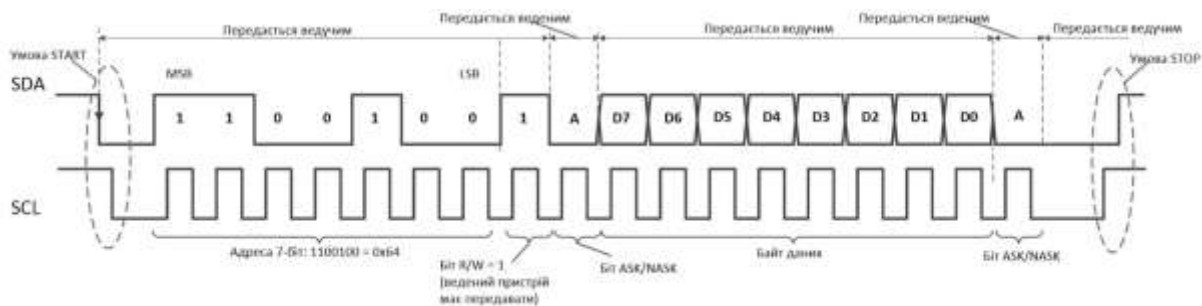 Передається веденим
Передається веденим
Передається ведучим
Передається ведучим
Передається ведучим
Умова START
Умова STOP
MSB
LSB
SDA
1 1 0 0 1 0 0 1 A D7 D6 D5 D4 D3 D2 D1 D0 A
SCL
Адреса 7-біт: 1100100 = 0x64
Біт R/W = 1
(ведений пристрій
має передавати)
Біт ASK/NASK
Байт даних
Біт ASK/NASK